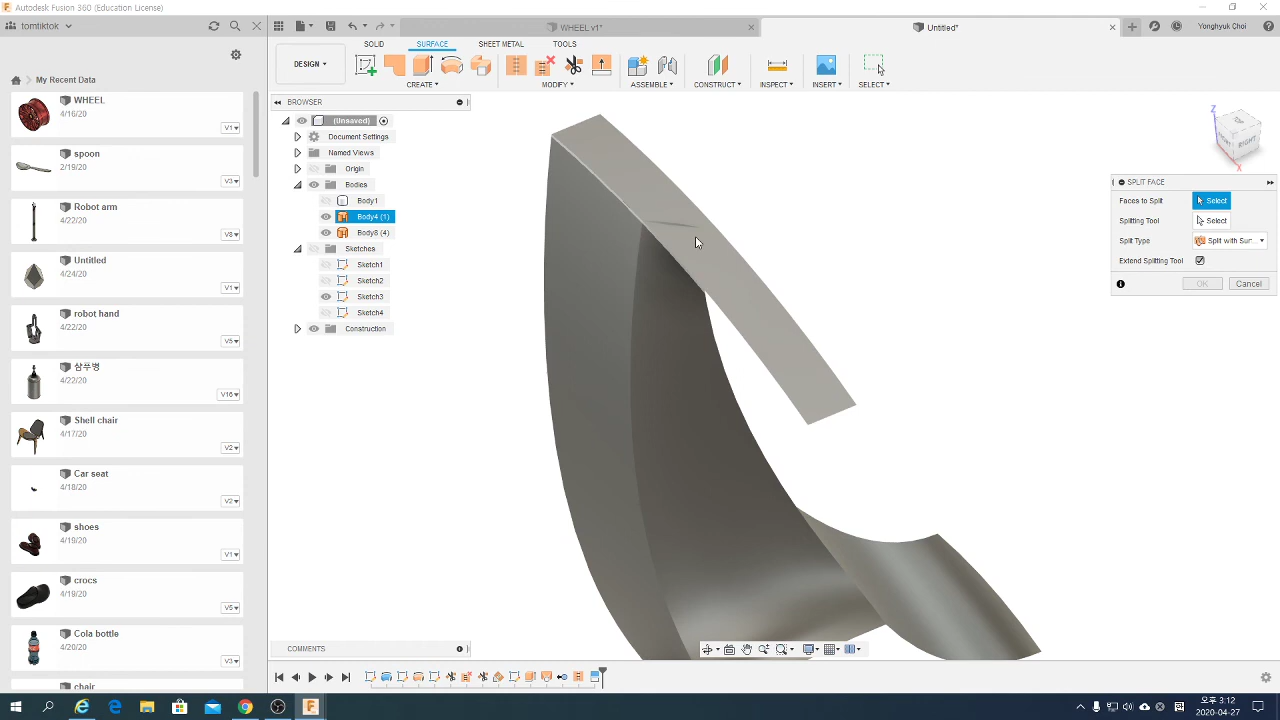 Autodesk Fusion 360 (Education License)
tomtiktok
WHEEL v1*
Untitled*
Yonghyuk Choi
DESIGN
SOLID
SURFACE
SHEET METAL
TOOLS
CREATE
MODIFY
ASSEMBLE
CONSTRUCT
INSPECT
INSERT
SELECT
My Recent Data
WHEEL
4/16/20
V1
spoon
2/19/20
V3
Robot arm
4/22/20
V8
Untitled
4/24/20
V1
robot hand
4/22/20
V5
샴푸병
4/22/20
V16
Shell chair
4/17/20
V2
Car seat
4/18/20
V2
shoes
4/19/20
V1
crocs
4/19/20
V5
Cola bottle
4/20/20
V3
chair
BROWSER
(Unsaved)
Document Settings
Named Views
Origin
Bodies
Body1
Body4 (1)
Body8 (4)
Sketches
Sketch1
Sketch2
Sketch3
Sketch4
Construction
Z
X
FRONT
RIGHT
SPLIT FACE
Faces to Split
Select
Splitting Tool
Select
Split Type
Split with Sur...
Extend Splitting Tool
OK
Cancel
COMMENTS
오후 3:12
2020-04-27